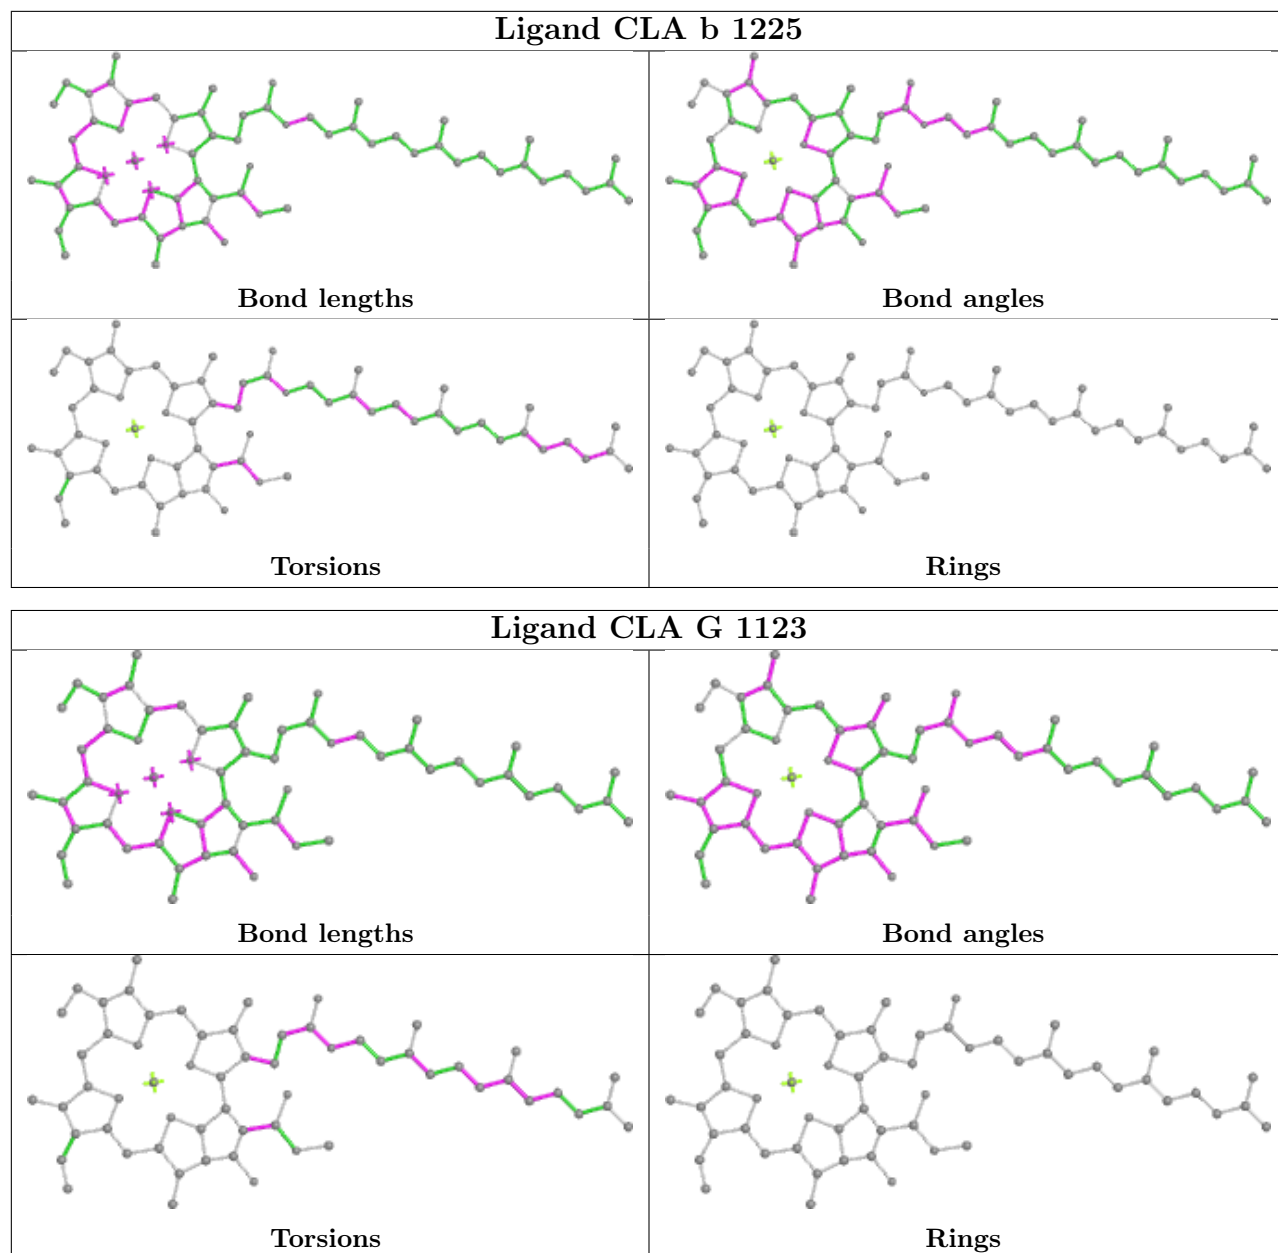 Ligand CLA b 1225
Bond lengths
Bond angles
Torsions
Rings
Ligand CLA G 1123
Bond lengths
Bond angles
Torsions
Rings